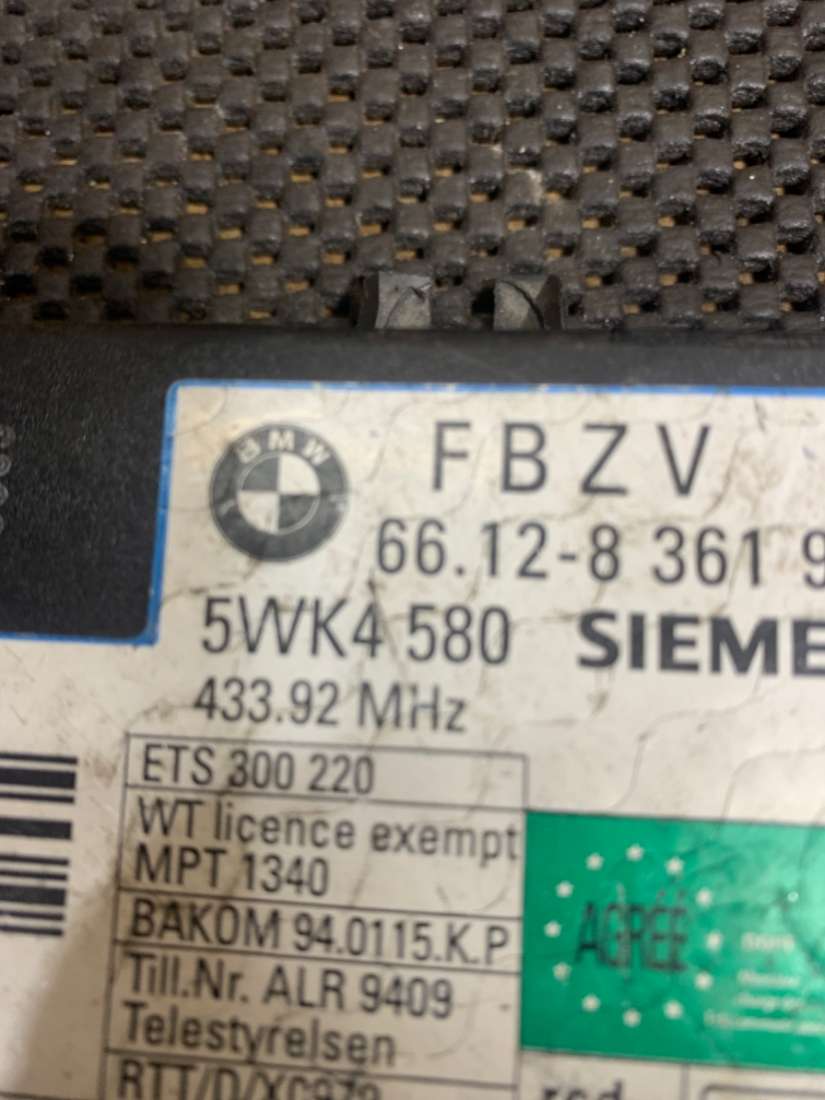 BMW
F B Z V
66.12-8 361 9
5WK4 580 SIEME
433.92 MHz
ETS 300 220
WT licence exempt
MPT 1340
BAKOM 94.0115.K.P
Till.Nr. ALR 9409
Telestyrelsen
RTT/D/X
AGRÉÉ